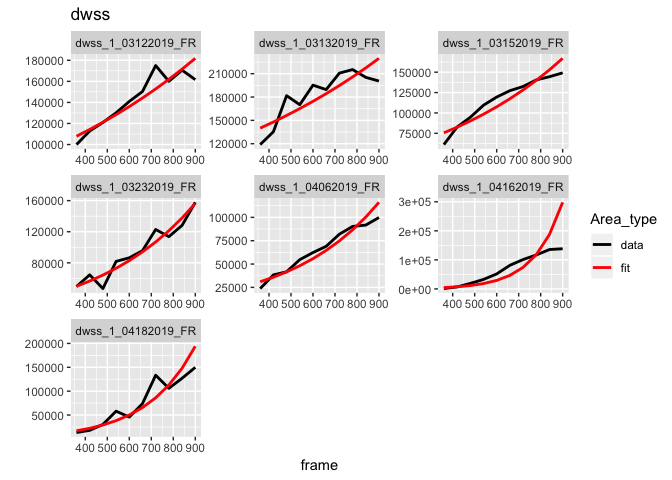 dwss
dwss_1_03122019_FR
dwss_1_03132019_FR
dwss_1_03152019_FR
180000
160000
140000
120000
100000
400 500 600 700 800 900
210000
180000
150000
120000
400 500 600 700 800 900
150000
125000
100000
75000
400 500 600 700 800 900
dwss_1_03232019_FR
dwss_1_04062019_FR
dwss_1_04162019_FR
160000
120000
80000
400 500 600 700 800 900
100000
75000
50000
25000
400 500 600 700 800 900
3e+05
2e+05
1e+05
0e+00
400 500 600 700 800 900
dwss_1_04182019_FR
200000
150000
100000
50000
400 500 600 700 800 900
frame
Area_type
data
fit